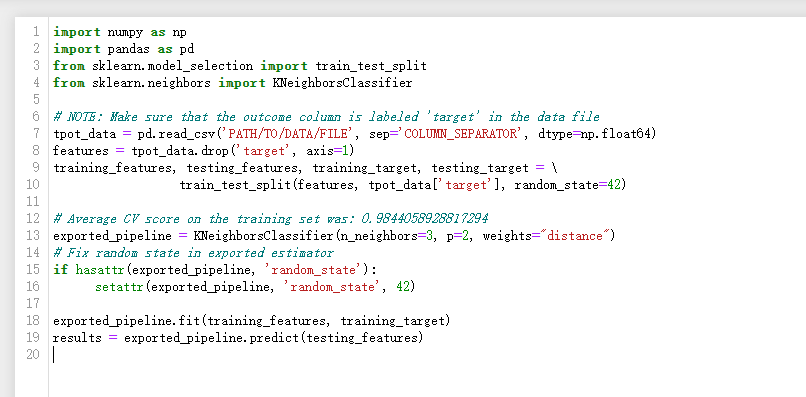 1 import numpy as np
2 import pandas as pd
3 from sklearn.model_selection import train_test_split
4 from sklearn.neighbors import KNeighborsClassifier
5
6 # NOTE: Make sure that the outcome column is labeled 'target' in the data file
7 tpot_data = pd.read_csv('PATH/TO/DATA/FILE', sep='COLUMN_SEPARATOR', dtype=np.float64)
8 features = tpot_data.drop('target', axis=1)
9 training_features, testing_features, training_target, testing_target = \
10             train_test_split(features, tpot_data['target'], random_state=42)
11
12 # Average CV score on the training set was: 0.9844058928817294
13 exported_pipeline = KNeighborsClassifier(n_neighbors=3, p=2, weights="distance")
14 # Fix random state in exported estimator
15 if hasattr(exported_pipeline, 'random_state'):
16     setattr(exported_pipeline, 'random_state', 42)
17
18 exported_pipeline.fit(training_features, training_target)
19 results = exported_pipeline.predict(testing_features)
20